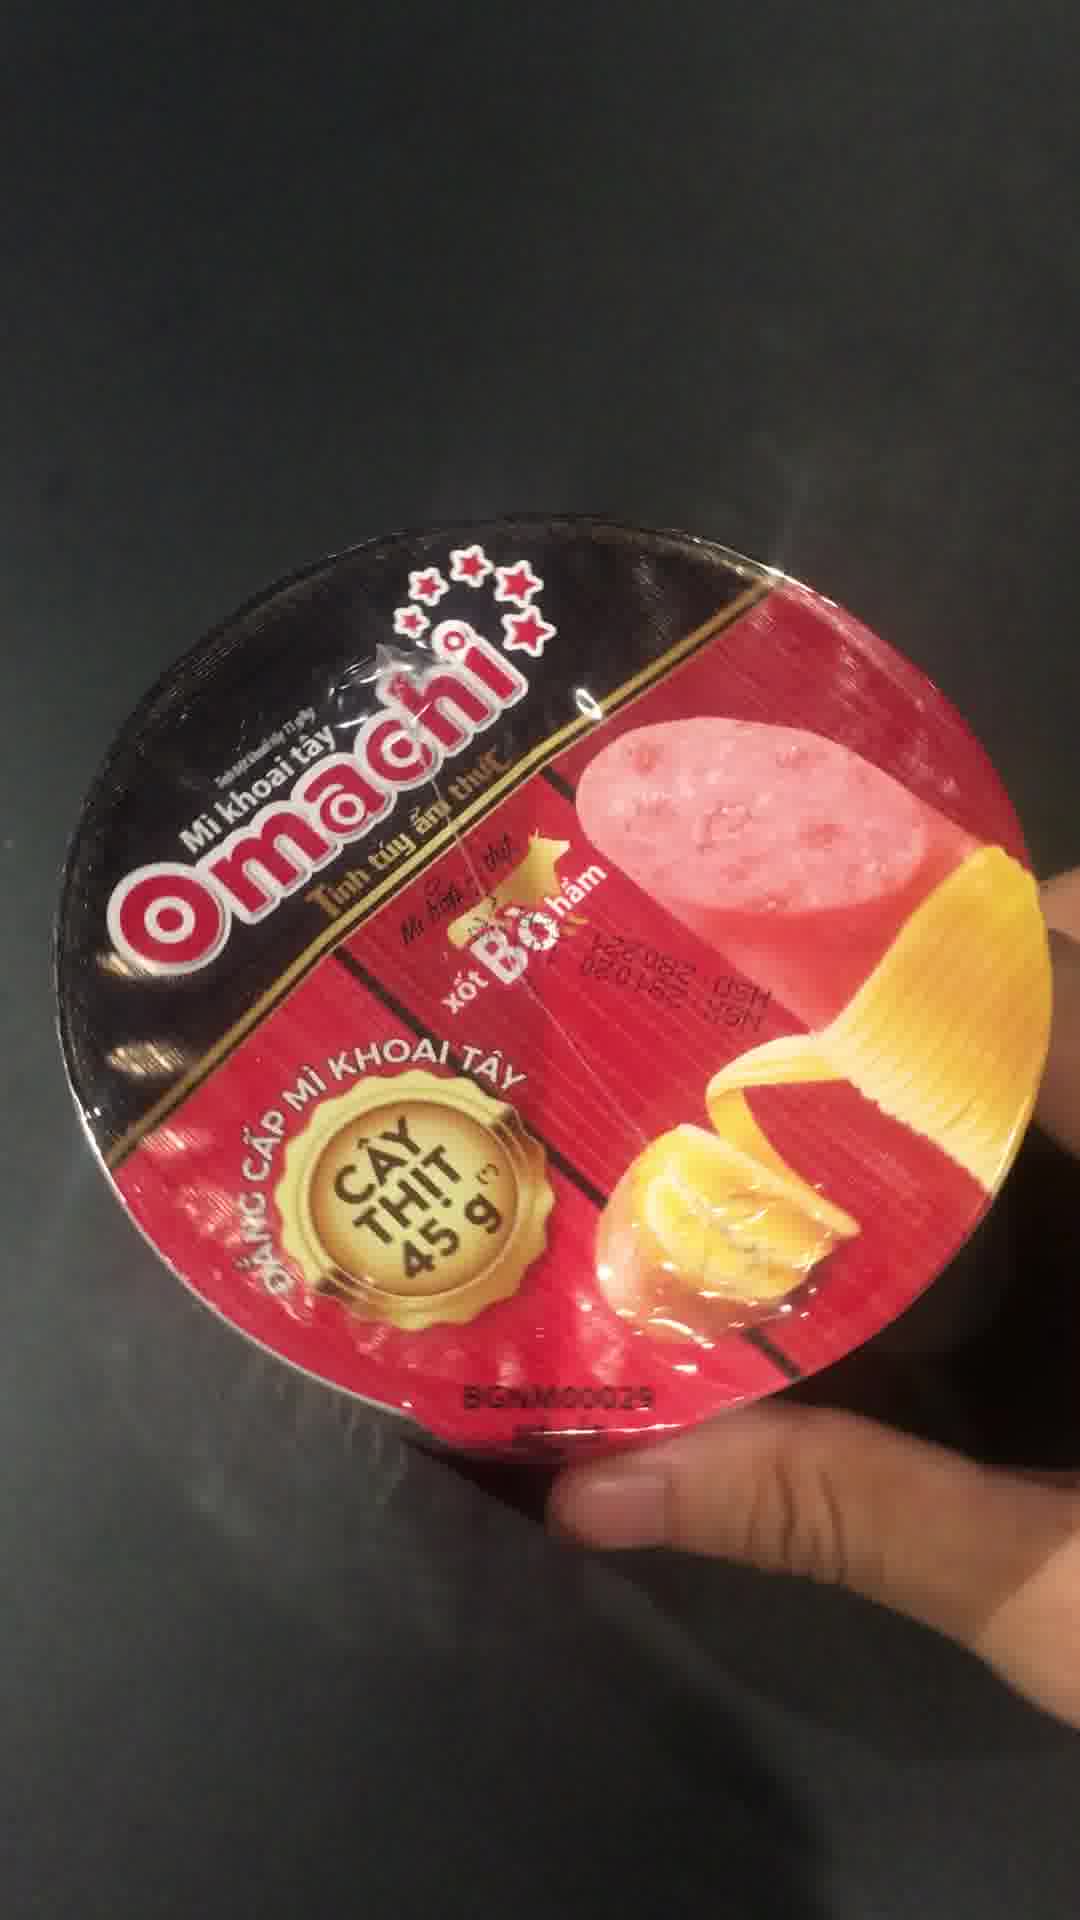 Mì khoai tây
Omachi
Tinh túy ẩm thực
xốt Bò hầm
NSX: 291020
HSD: 280221
ĐẲNG CẤP MÌ KHOAI TÂY
CÂY
THỊT
45 g (*)
BGNM00029